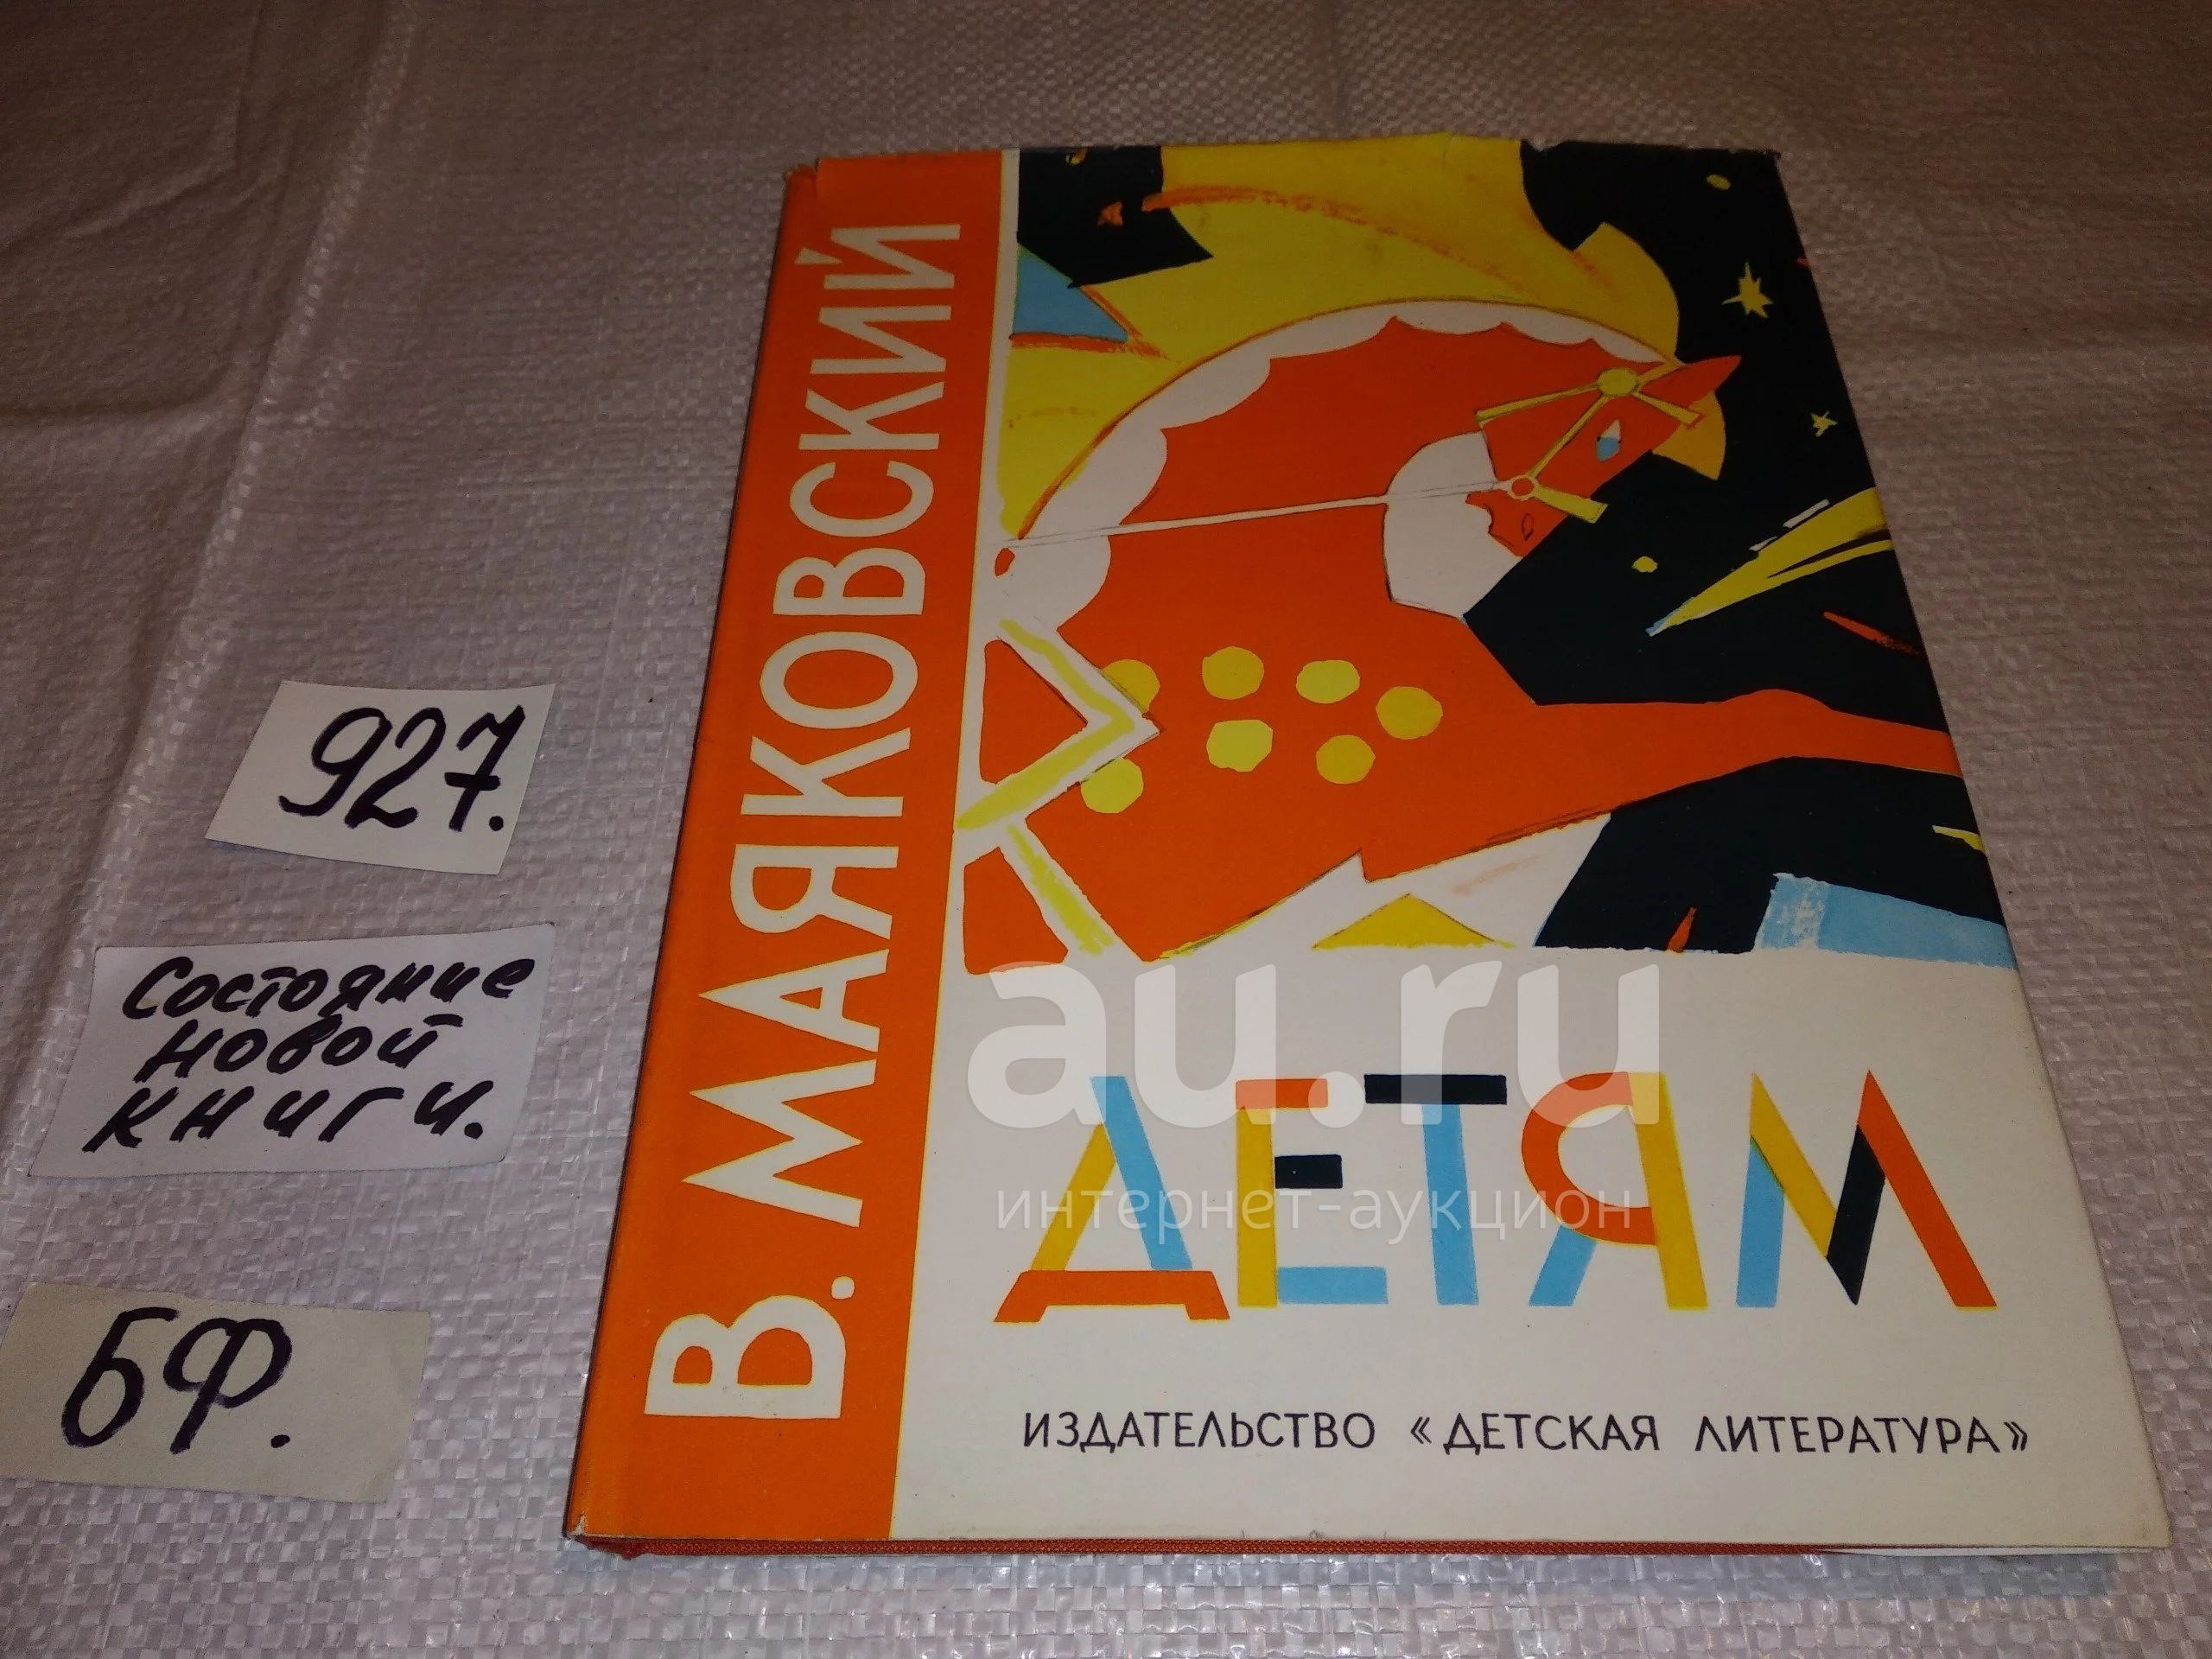 В. МАЯКОВСКИЙ
ДЕТЯМ
ИЗДАТЕЛЬСТВО «ДЕТСКАЯ ЛИТЕРАТУРА»
927.
Состояние
новой
книги.
БФ.
au.ru
интернет-аукцион